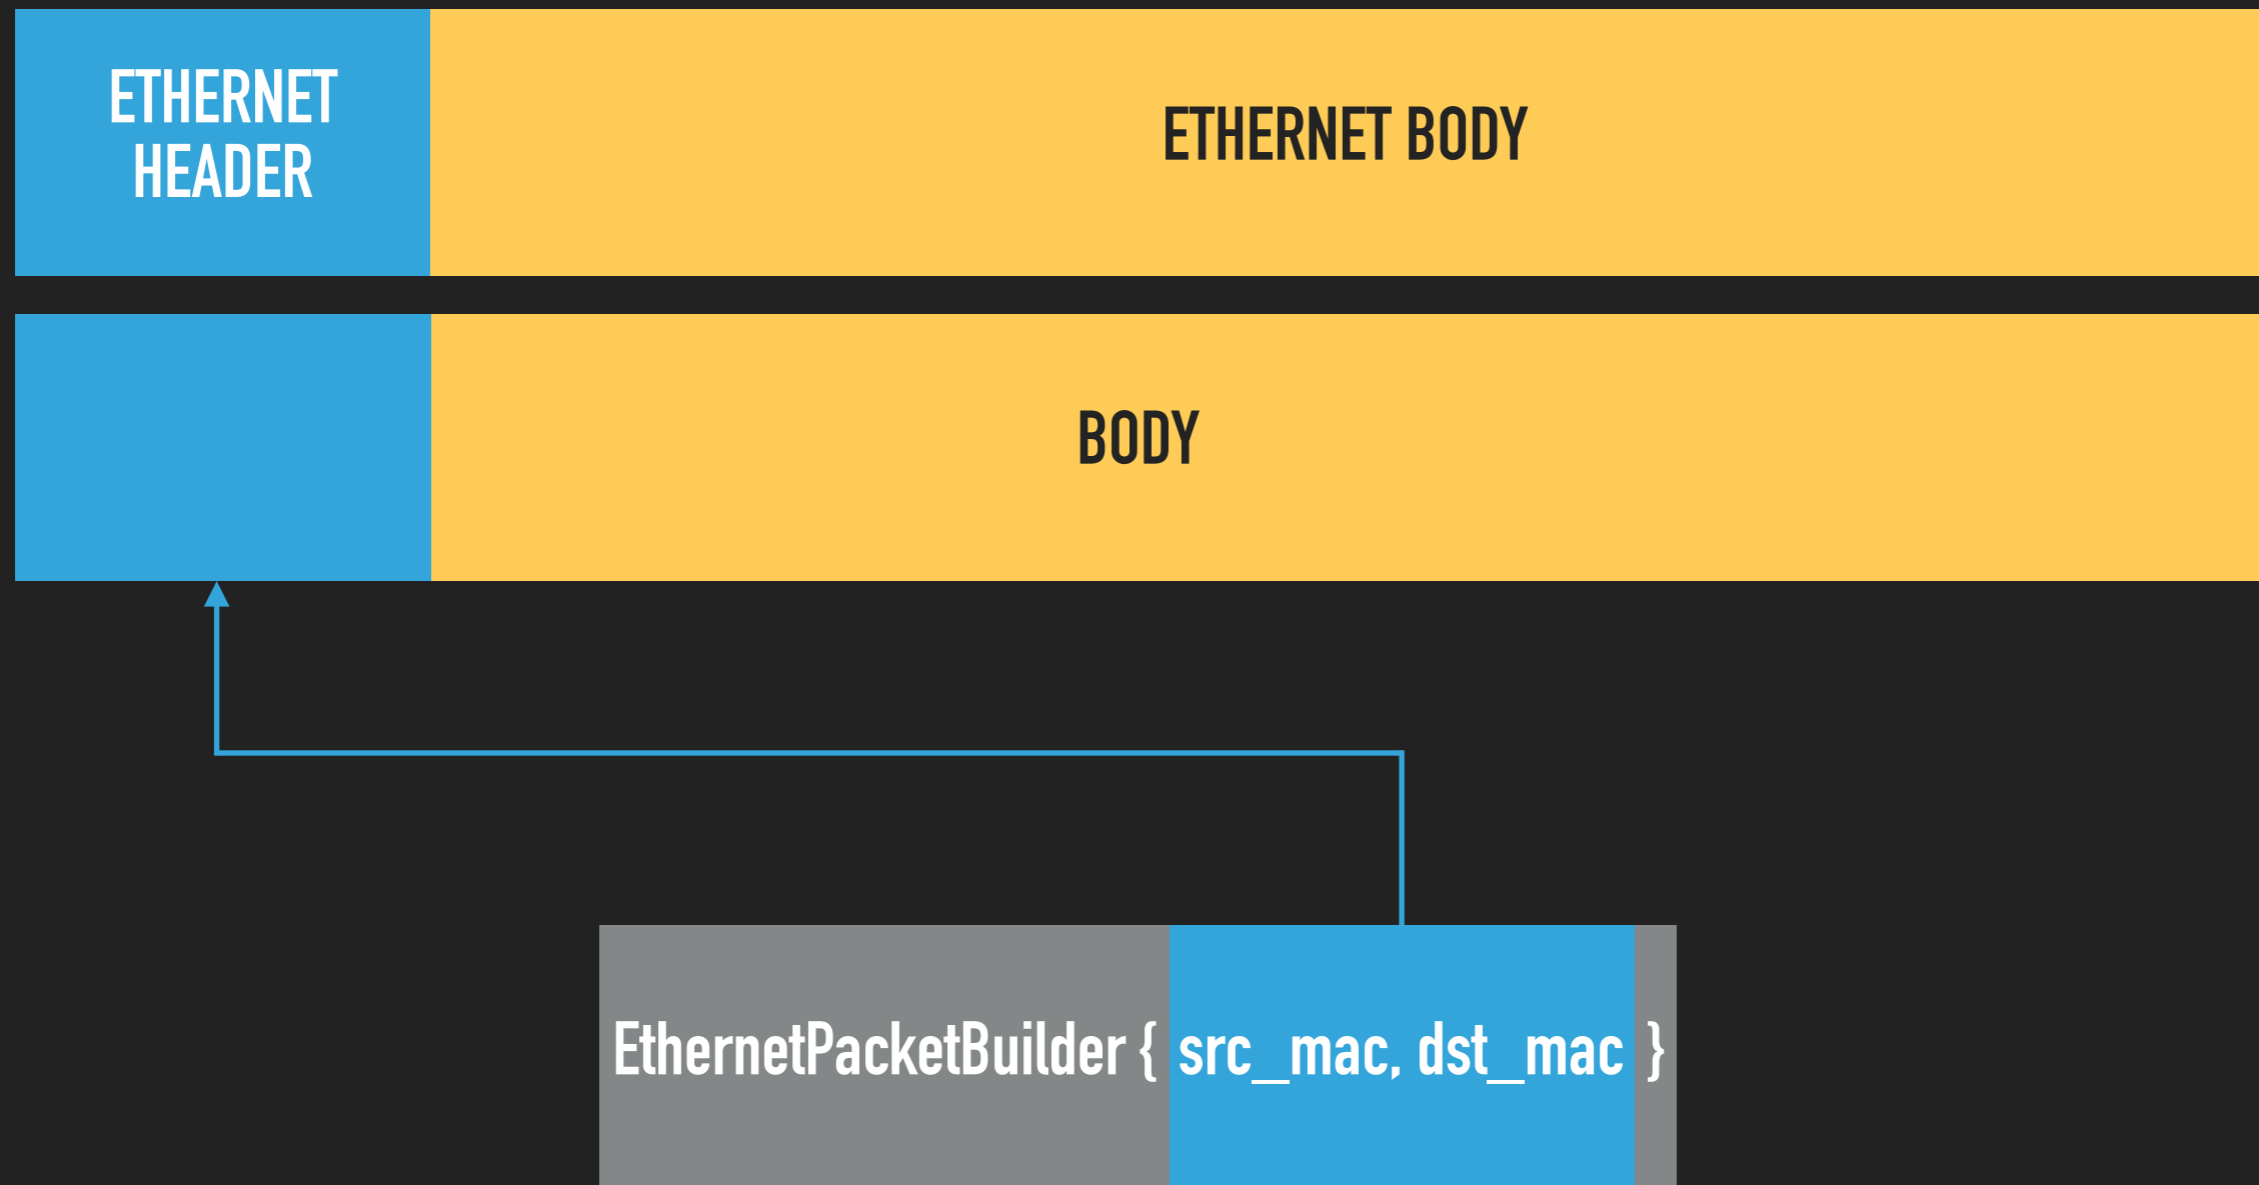 ETHERNET
HEADER
ETHERNET BODY
BODY
EthernetPacketBuilder { src_mac, dst_mac }